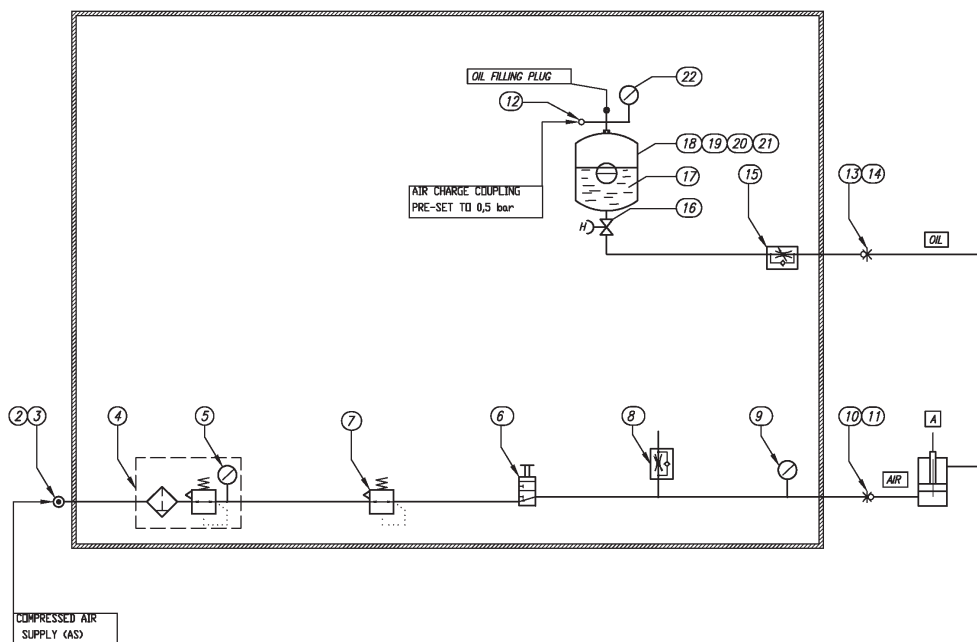 OIL FILLING PLUG
22
12
18 19 20 21
17
AIR CHARGE COUPLING
PRE-SET TO 0,5 bar
16
H
15
13 14
OIL
2 3
4
5
7
6
8
9
10 11
A
AIR
COMPRESSED AIR
SUPPLY (AS)